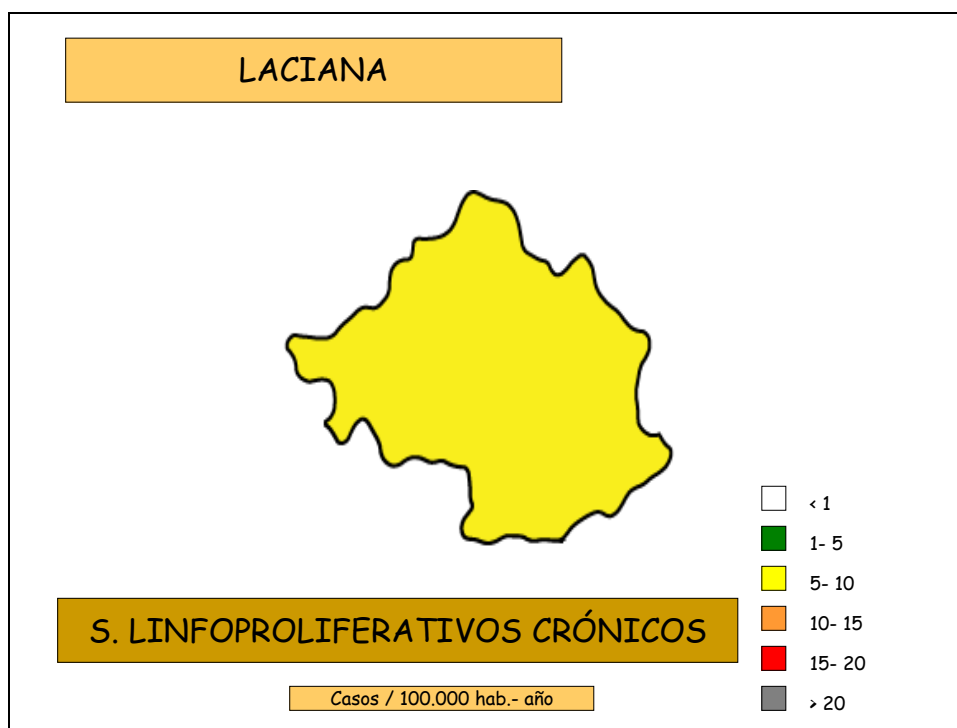 LACIANA
< 1
1- 5
5- 10
10- 15
15- 20
> 20
S. LINFOPROLIFERATIVOS CRÓNICOS
Casos / 100.000 hab.- año